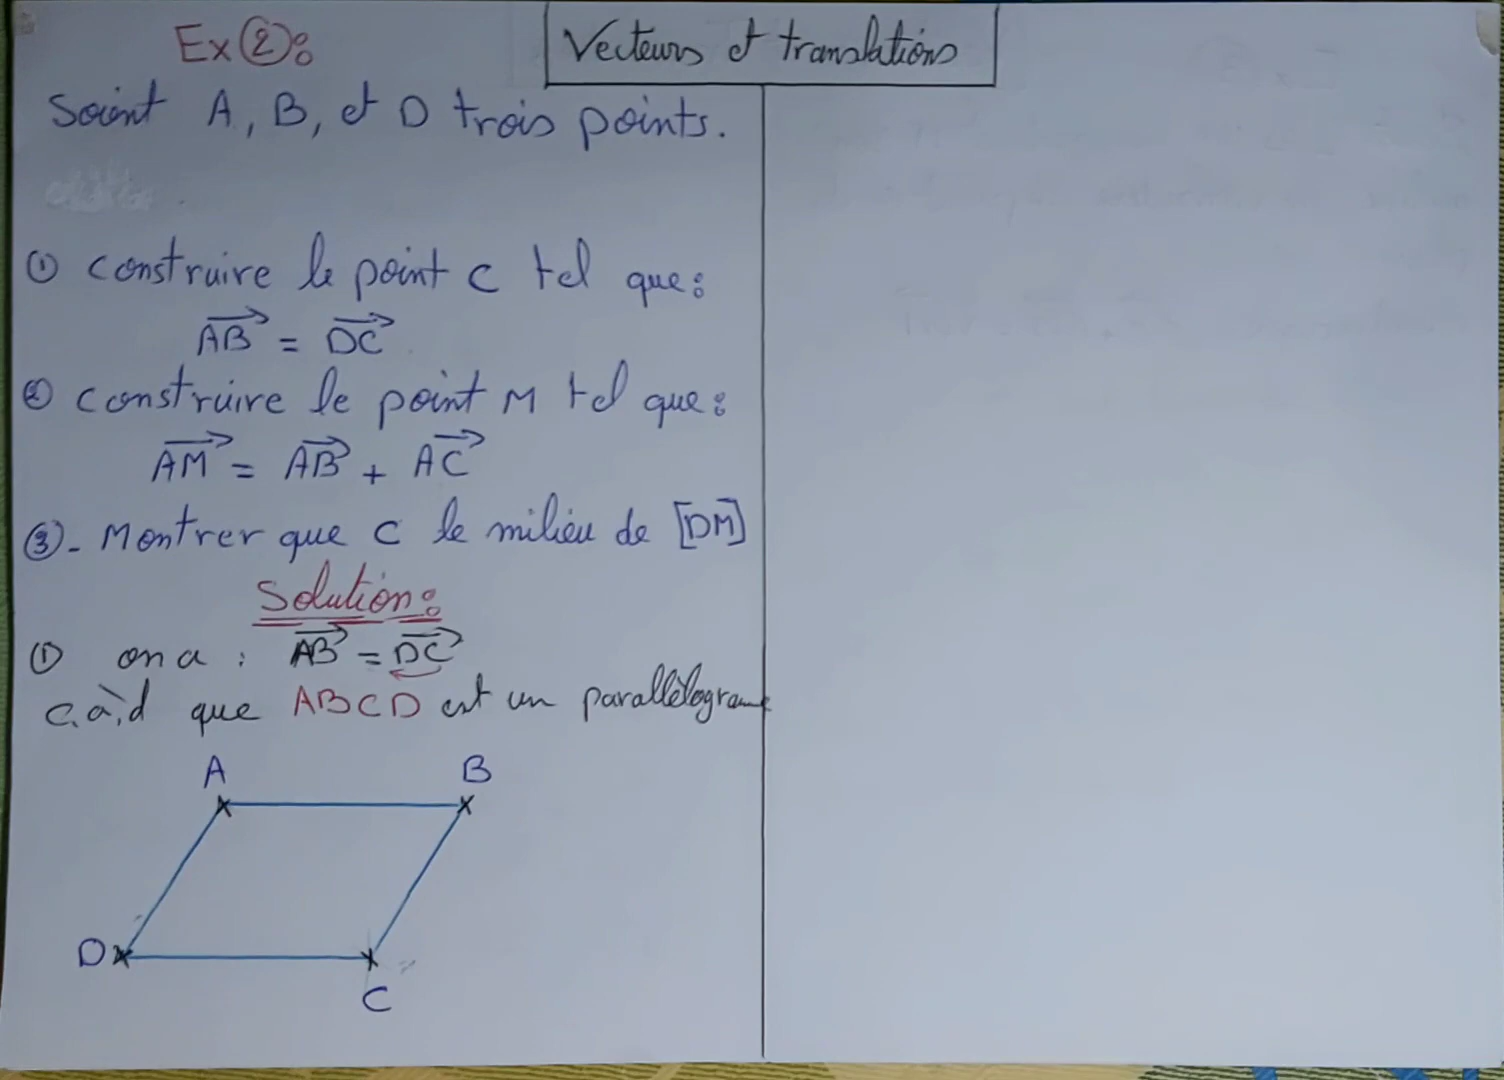 Ex ②:
Vecteurs et translations
Soient A, B, et D trois points.
① construire le point C tel que:
AB⃗ = DC⃗
② construire le point M tel que:
AM⃗ = AB⃗ + AC⃗
③- Montrer que C le milieu de [DM]
Solution:
① on a : AB⃗ = DC⃗
c.à.d que ABCD est un parallèlogramme
A
B
D
C